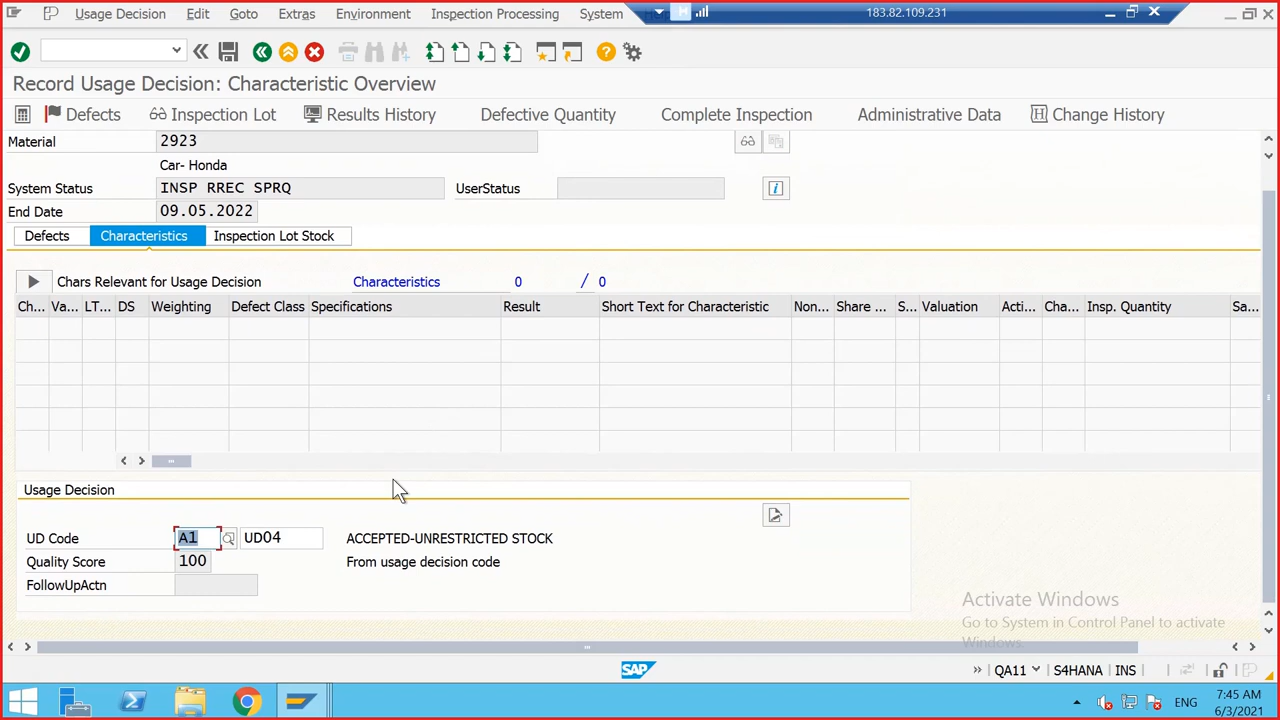 Usage Decision Edit Goto Extras Environment Inspection Processing System 183.82.109.231
Record Usage Decision: Characteristic Overview
Defects Inspection Lot Results History Defective Quantity Complete Inspection Administrative Data Change History
Material 2923
Car- Honda
System Status INSP RREC SPRQ UserStatus
End Date 09.05.2022
Defects Characteristics Inspection Lot Stock
Chars Relevant for Usage Decision Characteristics 0 / 0
Ch... Va... LT... DS Weighting Defect Class Specifications Result Short Text for Characteristic Non... Share ... S... Valuation Acti... Cha... Insp. Quantity Sa...
Usage Decision
UD Code A1 UD04 ACCEPTED-UNRESTRICTED STOCK
Quality Score 100 From usage decision code
FollowUpActn
Activate Windows
Go to System in Control Panel to activate
Windows.
SAP
QA11 S4HANA INS
ENG 7:45 AM
6/3/2021